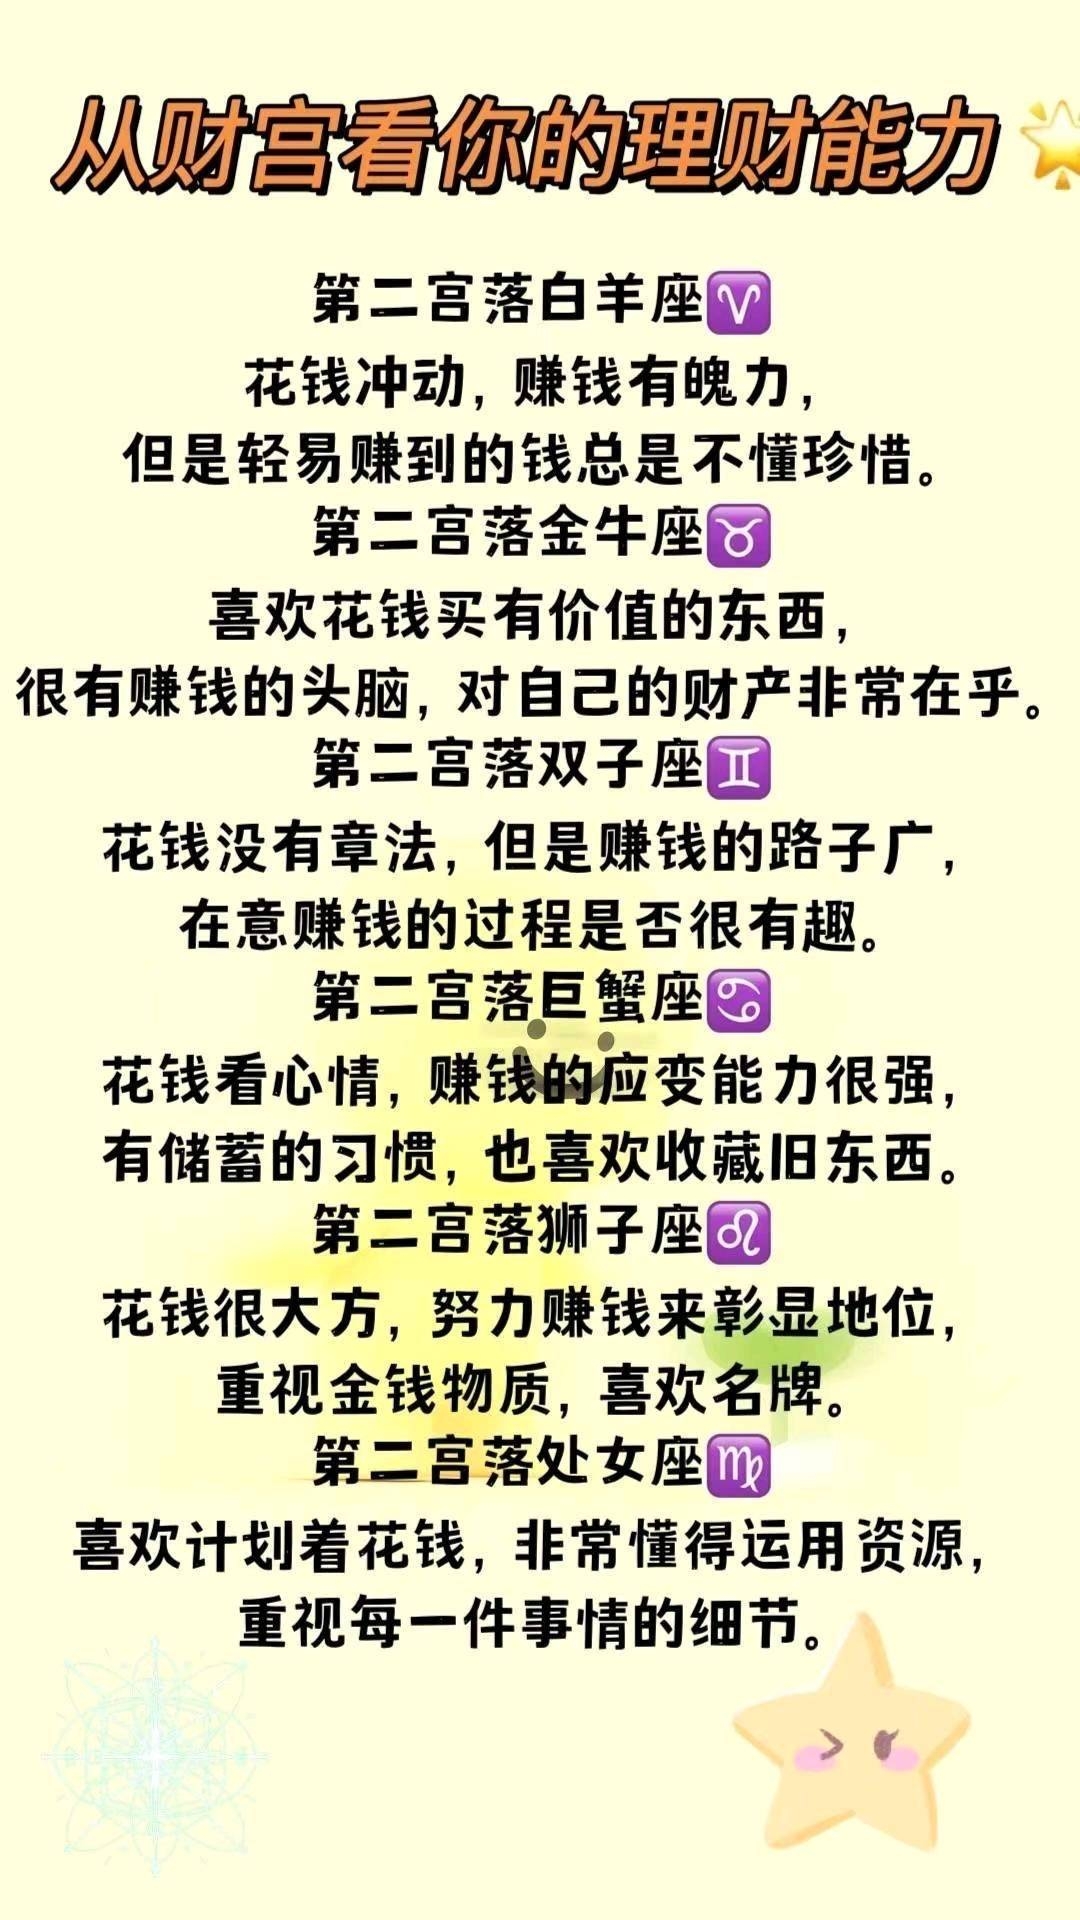 从财宫看你的理财能力🌟
第二宫落白羊座♈
花钱冲动，赚钱有魄力，
但是轻易赚到的钱总是不懂珍惜。
第二宫落金牛座♉
喜欢花钱买有价值的东西，
很有赚钱的头脑，对自己的财产非常在乎。
第二宫落双子座♊
花钱没有章法，但是赚钱的路子广，
在意赚钱的过程是否很有趣。
第二宫落巨蟹座♋
花钱看心情，赚钱的应变能力很强，
有储蓄的习惯，也喜欢收藏旧东西。
第二宫落狮子座♌
花钱很大方，努力赚钱来彰显地位，
重视金钱物质，喜欢名牌。
第二宫落处女座♍
喜欢计划着花钱，非常懂得运用资源，
重视每一件事情的细节。